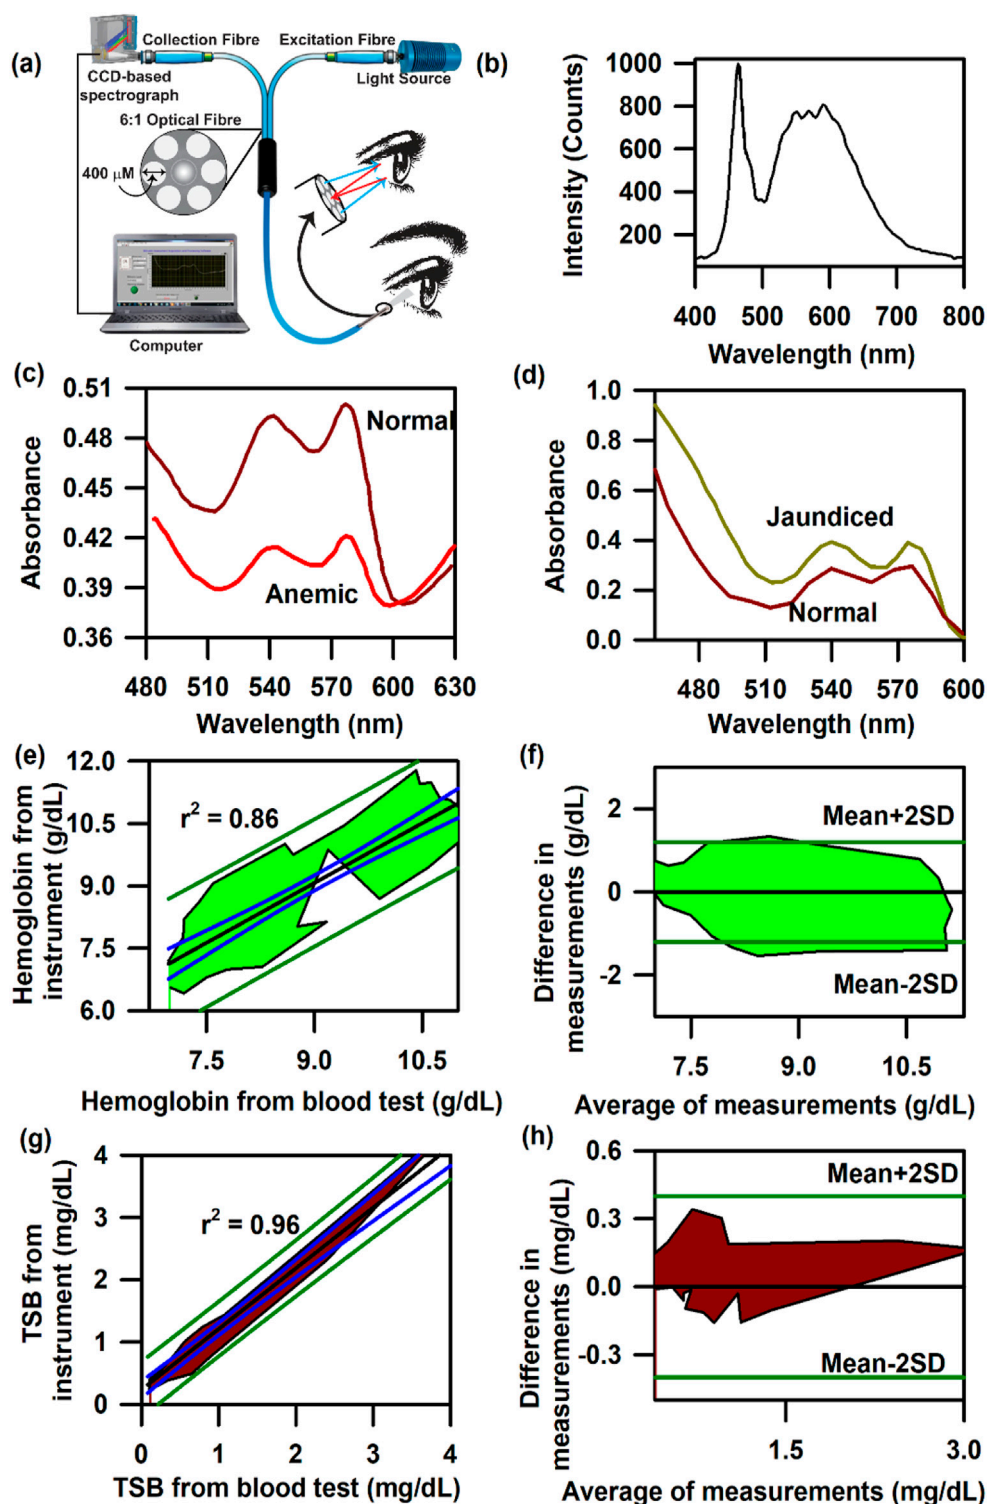 (a)
Collection Fibre
Excitation Fibre
CCD-based
spectrograph
Light Source
6:1 Optical Fibre
400 μM
Computer
(b)
Intensity (Counts)
1000
800
600
400
200
400 500 600 700 800
Wavelength (nm)
(c)
Absorbance
0.51
0.48
0.45
0.42
0.39
0.36
Normal
Anemic
480 510 540 570 600 630
Wavelength (nm)
(d)
Absorbance
1.0
0.8
0.6
0.4
0.2
0.0
Jaundiced
Normal
480 510 540 570 600
Wavelength (nm)
(e)
Hemoglobin from
instrument (g/dL)
12.0
10.5
9.0
7.5
6.0
r² = 0.86
7.5 9.0 10.5
Hemoglobin from blood test (g/dL)
(f)
Difference in
measurements (g/dL)
2
0
-2
Mean+2SD
Mean-2SD
7.5 9.0 10.5
Average of measurements (g/dL)
(g)
TSB from
instrument (mg/dL)
4
3
2
1
0
r² = 0.96
0 1 2 3 4
TSB from blood test (mg/dL)
(h)
Difference in
measurements (mg/dL)
0.6
0.3
0.0
-0.3
Mean+2SD
Mean-2SD
1.5 3.0
Average of measurements (mg/dL)